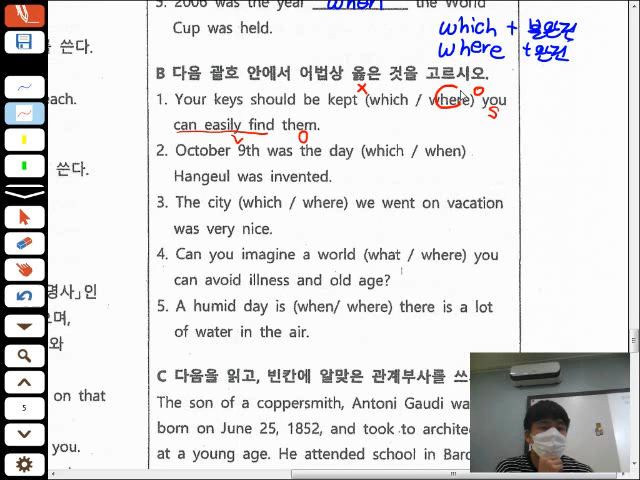 3. 2006 was the year when the World
Cup was held.
which + 불완전
where + 완전
을 쓴다.
B 다음 괄호 안에서 어법상 옳은 것을 고르시오.
each.
1. Your keys should be kept (which / where) you
x o s
can easily find them.
v o
2. October 9th was the day (which / when)
쓴다.
Hangeul was invented.
3. The city (which / where) we went on vacation
was very nice.
4. Can you imagine a world (what / where) you
can avoid illness and old age?
명사」인
5. A humid day is (when/ where) there is a lot
으며,
of water in the air.
와
C 다음을 읽고, 빈칸에 알맞은 관계부사를 쓰
on that
The son of a coppersmith, Antoni Gaudi wa
born on June 25, 1852, and took to archite
you.
at a young age. He attended school in Barc
5